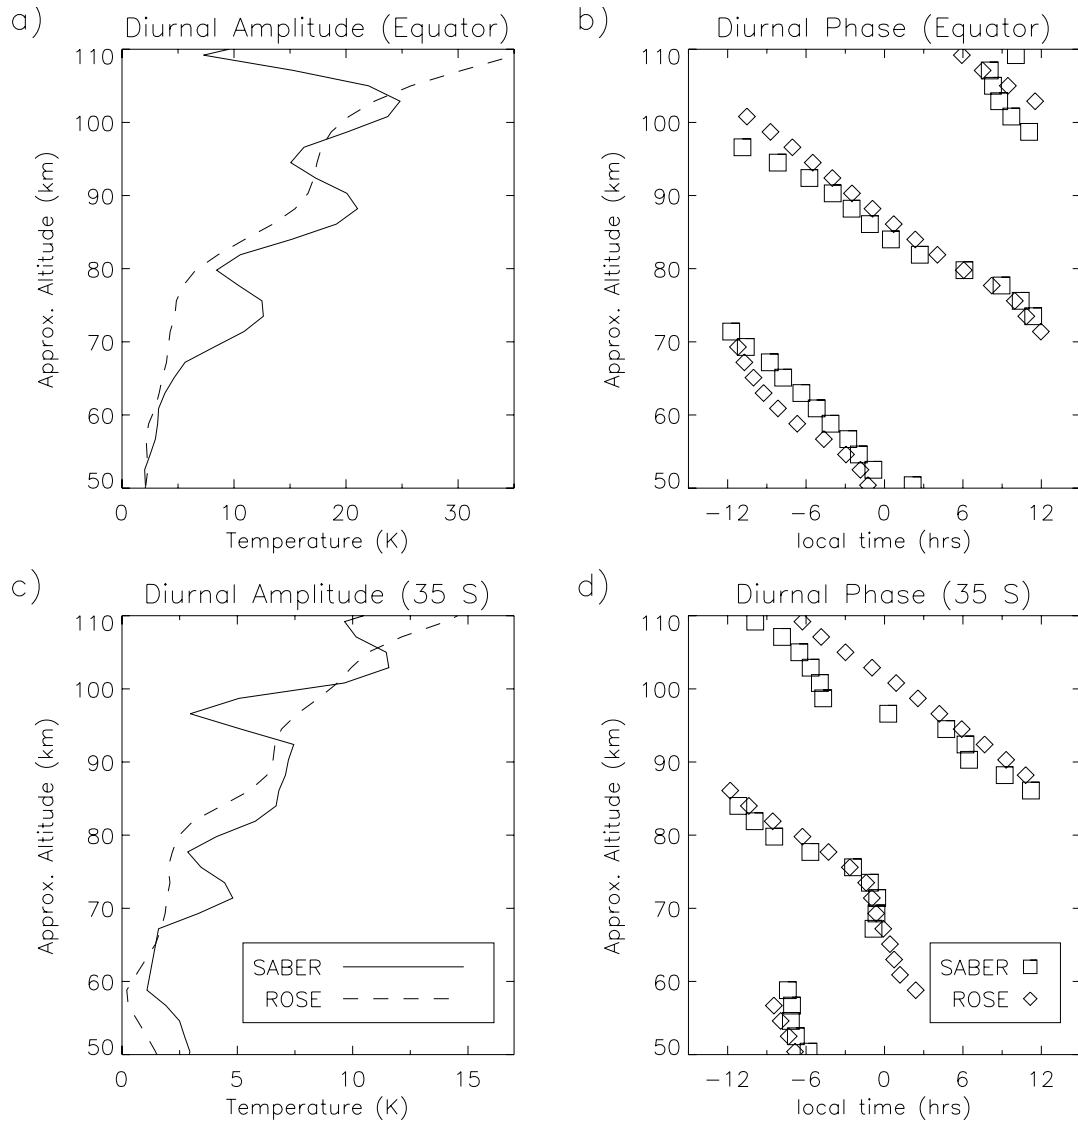 a)
Diurnal Amplitude (Equator)
110
100
90
80
70
60
50
Approx. Altitude (km)
0 10 20 30
Temperature (K)
b)
Diurnal Phase (Equator)
110
100
90
80
70
60
50
Approx. Altitude (km)
−12 −6 0 6 12
local time (hrs)
c)
Diurnal Amplitude (35 S)
110
100
90
80
70
60
50
Approx. Altitude (km)
SABER
ROSE
0 5 10 15
Temperature (K)
d)
Diurnal Phase (35 S)
110
100
90
80
70
60
50
Approx. Altitude (km)
SABER
ROSE
−12 −6 0 6 12
local time (hrs)